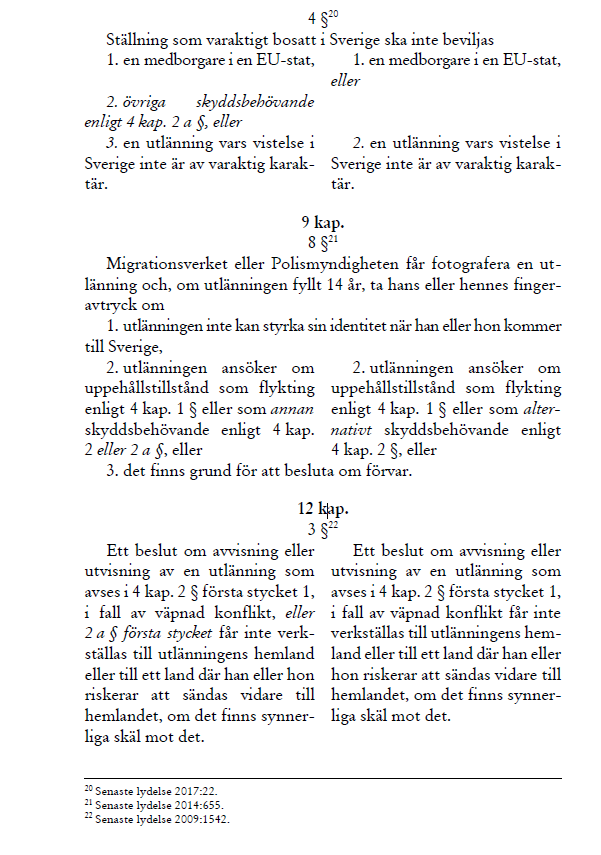 4 §20
Ställning som varaktigt bosatt i Sverige ska inte beviljas
1. en medborgare i en EU-stat,
2. övriga skyddsbehövande
enligt 4 kap. 2 a §, eller
3. en utlänning vars vistelse i
Sverige inte är av varaktig karak-
tär.
1. en medborgare i en EU-stat,
eller
2. en utlänning vars vistelse i
Sverige inte är av varaktig karak-
tär.
9 kap.
8 §21
Migrationsverket eller Polismyndigheten får fotografera en ut-
länning och, om utlänningen fyllt 14 år, ta hans eller hennes finger-
avtryck om
1. utlänningen inte kan styrka sin identitet när han eller hon kommer
till Sverige,
2. utlänningen ansöker om
uppehållstillstånd som flykting
enligt 4 kap. 1 § eller som annan
skyddsbehövande enligt 4 kap.
2 eller 2 a §, eller
2. utlänningen ansöker om
uppehållstillstånd som flykting
enligt 4 kap. 1 § eller som alter-
nativt skyddsbehövande enligt
4 kap. 2 §, eller
3. det finns grund för att besluta om förvar.
12 kap.
3 §22
Ett beslut om avvisning eller
utvisning av en utlänning som
avses i 4 kap. 2 § första stycket 1,
i fall av väpnad konflikt, eller
2 a § första stycket får inte verk-
ställas till utlänningens hemland
eller till ett land där han eller hon
riskerar att sändas vidare till
hemlandet, om det finns synner-
liga skäl mot det.
Ett beslut om avvisning eller
utvisning av en utlänning som
avses i 4 kap. 2 § första stycket 1,
i fall av väpnad konflikt får inte
verkställas till utlänningens hem-
land eller till ett land där han eller
hon riskerar att sändas vidare till
hemlandet, om det finns synner-
liga skäl mot det.
20 Senaste lydelse 2017:22.
21 Senaste lydelse 2014:655.
22 Senaste lydelse 2009:1542.